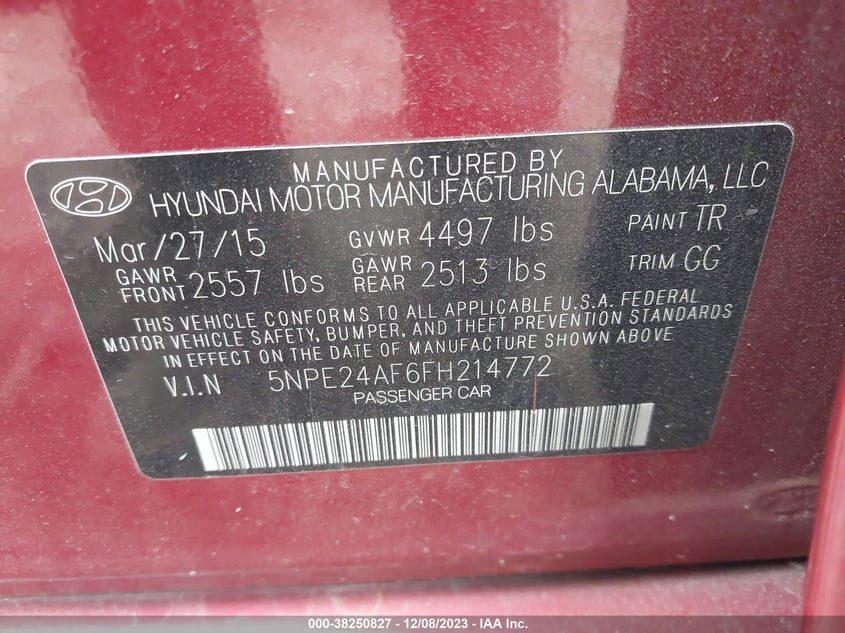 MANUFACTURED BY
HYUNDAI MOTOR MANUFACTURING ALABAMA, LLC
Mar/27/15 GVWR 4497 lbs PAINT TR
GAWR FRONT 2557 lbs GAWR REAR 2513 lbs TRIM GG
THIS VEHICLE CONFORMS TO ALL APPLICABLE U.S.A. FEDERAL
MOTOR VEHICLE SAFETY, BUMPER, AND THEFT PREVENTION STANDARDS
IN EFFECT ON THE DATE OF MANUFACTURE SHOWN ABOVE
V.I.N 5NPE24AF6FH214772
PASSENGER CAR
000-38250827 - 12/08/2023 - IAA Inc.